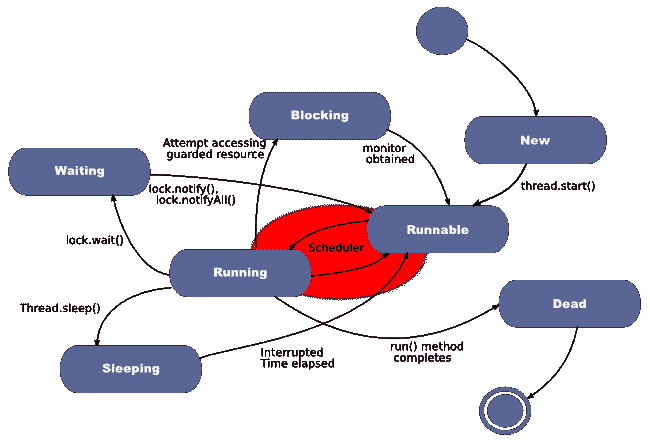 Blocking
New
Attempt accessing
guarded resource
monitor
obtained
Waiting
thread.start()
lock.notify(),
lock.notifyAll()
Runnable
lock.wait()
Scheduler
Running
Thread.sleep()
Dead
Interrupted
Time elapsed
run() method
completes
Sleeping